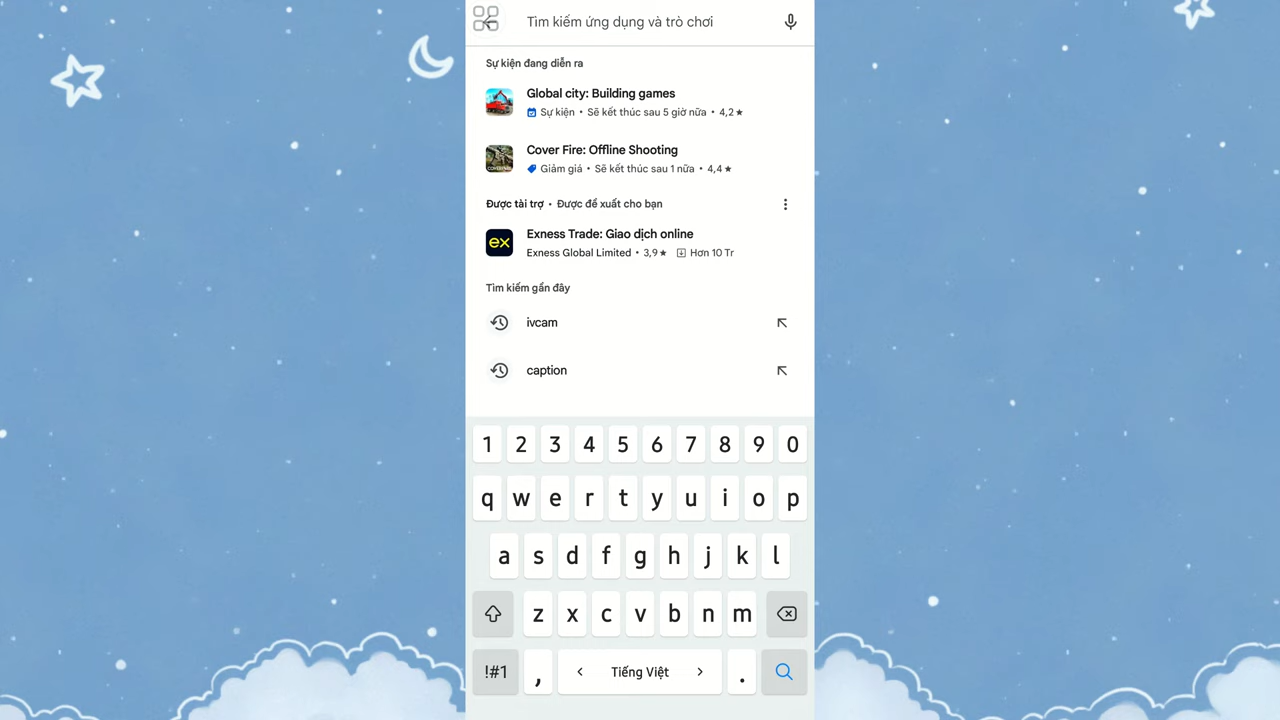 Tìm kiếm ứng dụng và trò chơi
Sự kiện đang diễn ra
Global city: Building games
Sự kiện • Sẽ kết thúc sau 5 giờ nữa • 4,2★
Cover Fire: Offline Shooting
Giảm giá • Sẽ kết thúc sau 1 nữa • 4,4★
Được tài trợ • Được đề xuất cho bạn
ex
Exness Trade: Giao dịch online
Exness Global Limited • 3,9★ Hơn 10 Tr
Tìm kiếm gần đây
ivcam
caption
1 2 3 4 5 6 7 8 9 0
q w e r t y u i o p
a s d f g h j k l
z x c v b n m
!#1 , < Tiếng Việt > .